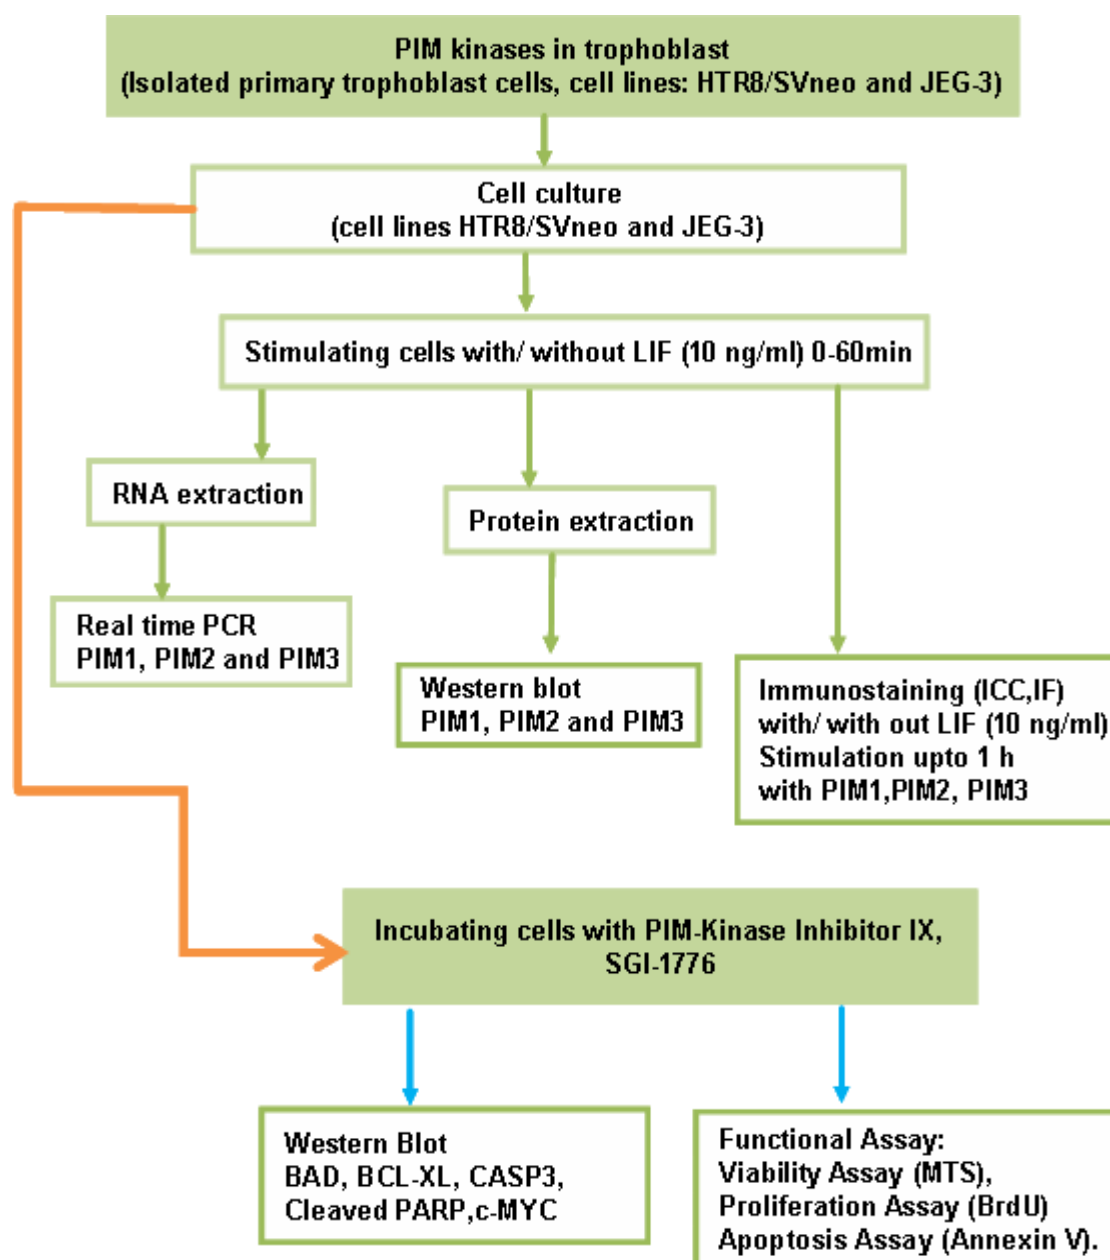 PIM kinases in trophoblast
(Isolated primary trophoblast cells, cell lines: HTR8/SVneo and JEG-3)
Cell culture
(cell lines HTR8/SVneo and JEG-3)
Stimulating cells with/ without LIF (10 ng/ml) 0-60min
RNA extraction
Protein extraction
Real time PCR
PIM1, PIM2 and PIM3
Western blot
PIM1, PIM2 and PIM3
Immunostaining (ICC,IF)
with/ with out LIF (10 ng/ml)
Stimulation upto 1 h
with PIM1,PIM2, PIM3
Incubating cells with PIM-Kinase Inhibitor IX,
SGI-1776
Western Blot
BAD, BCL-XL, CASP3,
Cleaved PARP,c-MYC
Functional Assay:
Viability Assay (MTS),
Proliferation Assay (BrdU)
Apoptosis Assay (Annexin V).